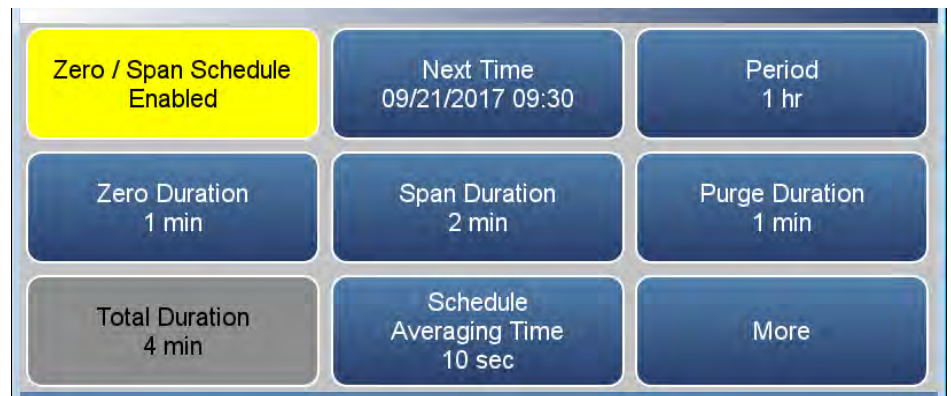 Zero / Span Schedule
Enabled
Next Time
09/21/2017 09:30
Period
1 hr
Zero Duration
1 min
Span Duration
2 min
Purge Duration
1 min
Total Duration
4 min
Schedule
Averaging Time
10 sec
More